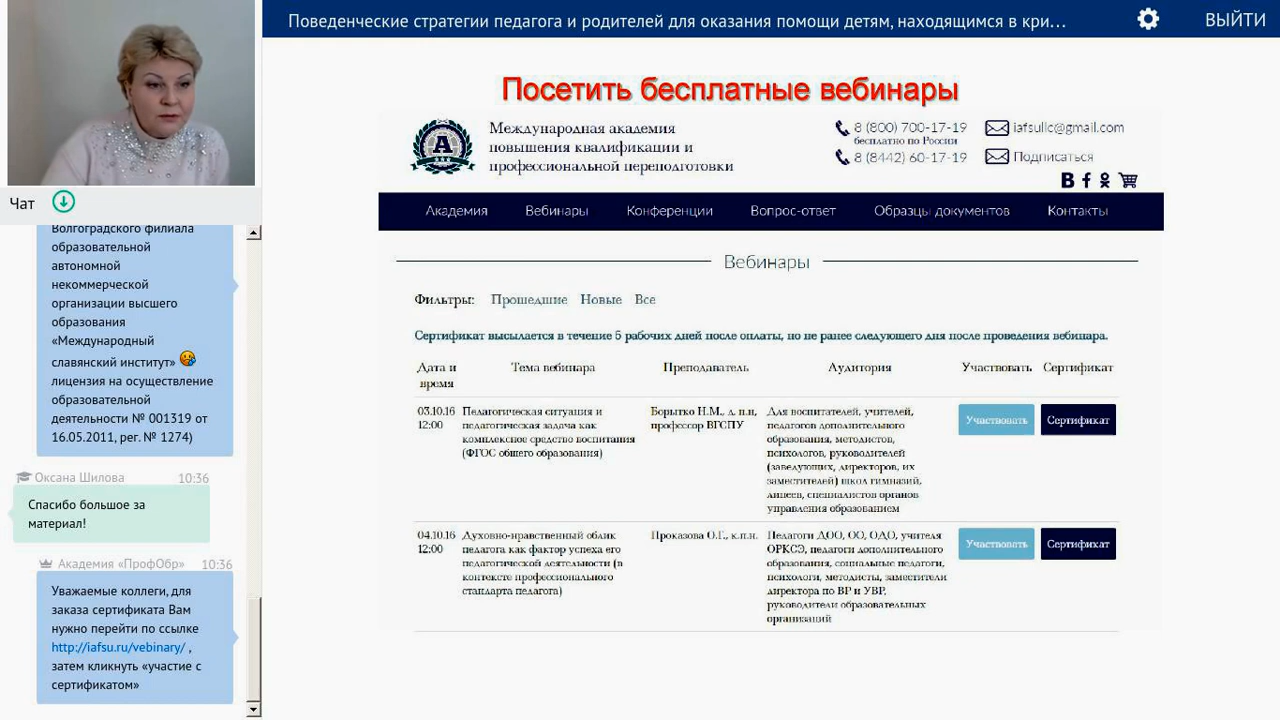 Поведенческие стратегии педагога и родителей для оказания помощи детям, находящимся в кри...
ВЫЙТИ
Чат
Волгоградского филиала
образовательной
автономной
некоммерческой
организации высшего
образования
«Международный
славянский институт»
лицензия на осуществление
образовательной
деятельности № 001319 от
16.05.2011, рег. № 1274)
Оксана Шилова 10:36
Спасибо большое за
материал!
Академия «ПрофОбр» 10:36
Уважаемые коллеги, для
заказа сертификата Вам
нужно перейти по ссылке
http://iafsu.ru/vebinary/ ,
затем кликнуть «участие с
сертификатом»
Посетить бесплатные вебинары
А
Международная академия
повышения квалификации и
профессиональной переподготовки
8 (800) 700-17-19
бесплатно по России
8 (8442) 60-17-19
iafsullc@gmail.com
Подписаться
Академия Вебинары Конференции Вопрос-ответ Образцы документов Контакты
Вебинары
Фильтры: Прошедшие Новые Все
Сертификат высылается в течение 5 рабочих дней после оплаты, но не ранее следующего дня после проведения вебинара.
Дата и
время
Тема вебинара
Преподаватель
Аудитория
Участвовать
Сертификат
03.10.16
12:00
Педагогическая ситуация и
педагогическая задача как
комплексное средство воспитания
(ФГОС общего образования)
Борытко Н.М., д. п.н,
профессор ВГСПУ
Для воспитателей, учителей,
педагогов дополнительного
образования, методистов,
психологов, руководителей
(заведующих, директоров, их
заместителей) школ гимназий,
лицеев, специалистов органов
управления образованием
Участвовать
Сертификат
04.10.16
12:00
Духовно-нравственный облик
педагога как фактор успеха его
педагогической деятельности (в
контексте профессионального
стандарта педагога)
Проказова О.Г., к.п.н.
Педагоги ДОО, ОО, ОДО, учителя
ОРКСЭ, педагоги дополнительного
образования, социальные педагоги,
психологи, методисты, заместители
директора по ВР и УВР,
руководители образовательных
организаций
Участвовать
Сертификат